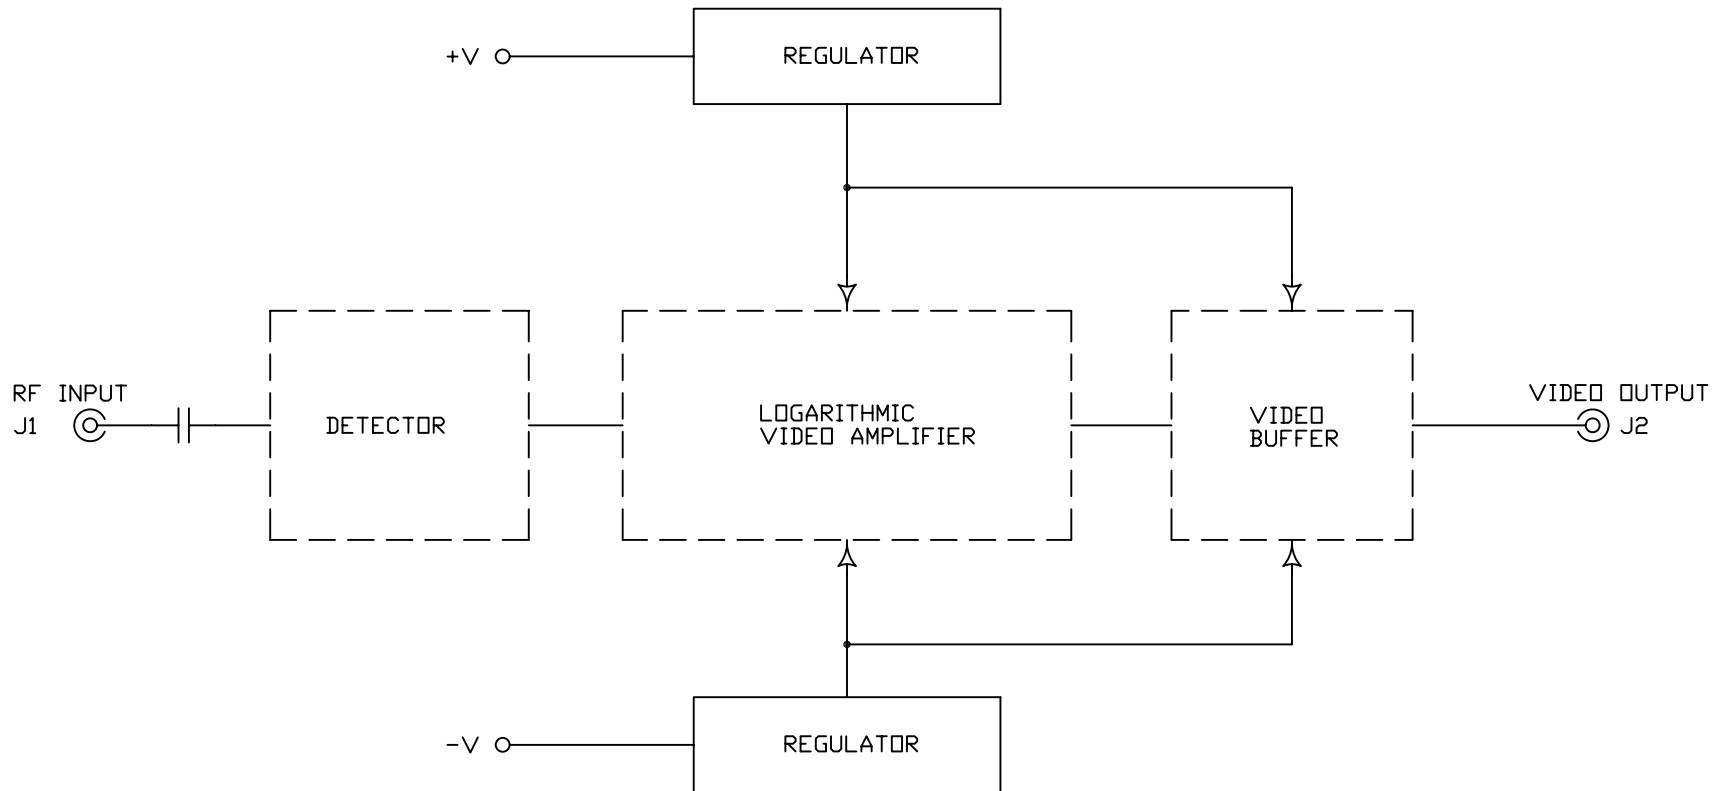 +V
REGULATOR
RF INPUT
J1
DETECTOR
LOGARITHMIC
VIDEO AMPLIFIER
VIDEO
BUFFER
VIDEO OUTPUT
J2
-V
REGULATOR